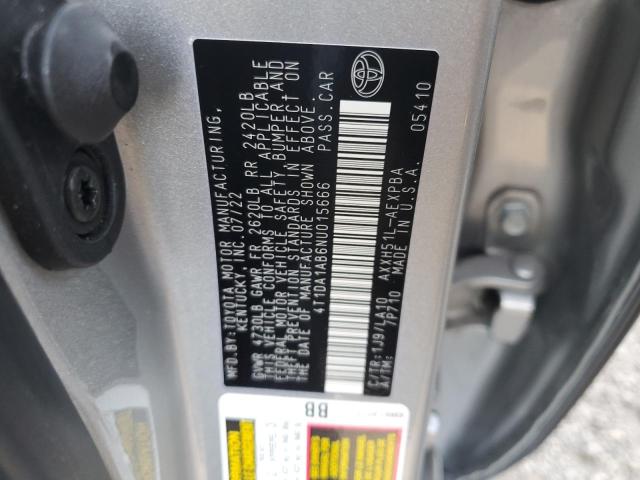 MFD.BY:TOYOTA MOTOR MANUFACTURING,
KENTUCKY, INC. 07/22
GVWR 4730LB GAWR FR 2620LB RR 2420LB
THIS VEHICLE CONFORMS TO ALL APPLICABLE
FEDERAL MOTOR VEHICLE SAFETY, BUMPER AND
THEFT PREVENTION STANDARDS IN EFFECT ON
THE DATE OF MANUFACTURE SHOWN ABOVE.
4T1DA1AB6NU015666 PASS.CAR
C/TR:1J9/LA10 AXXH51L-AEXPBA
A/TM: /P710 MADE IN U.S.A. 05410
BB